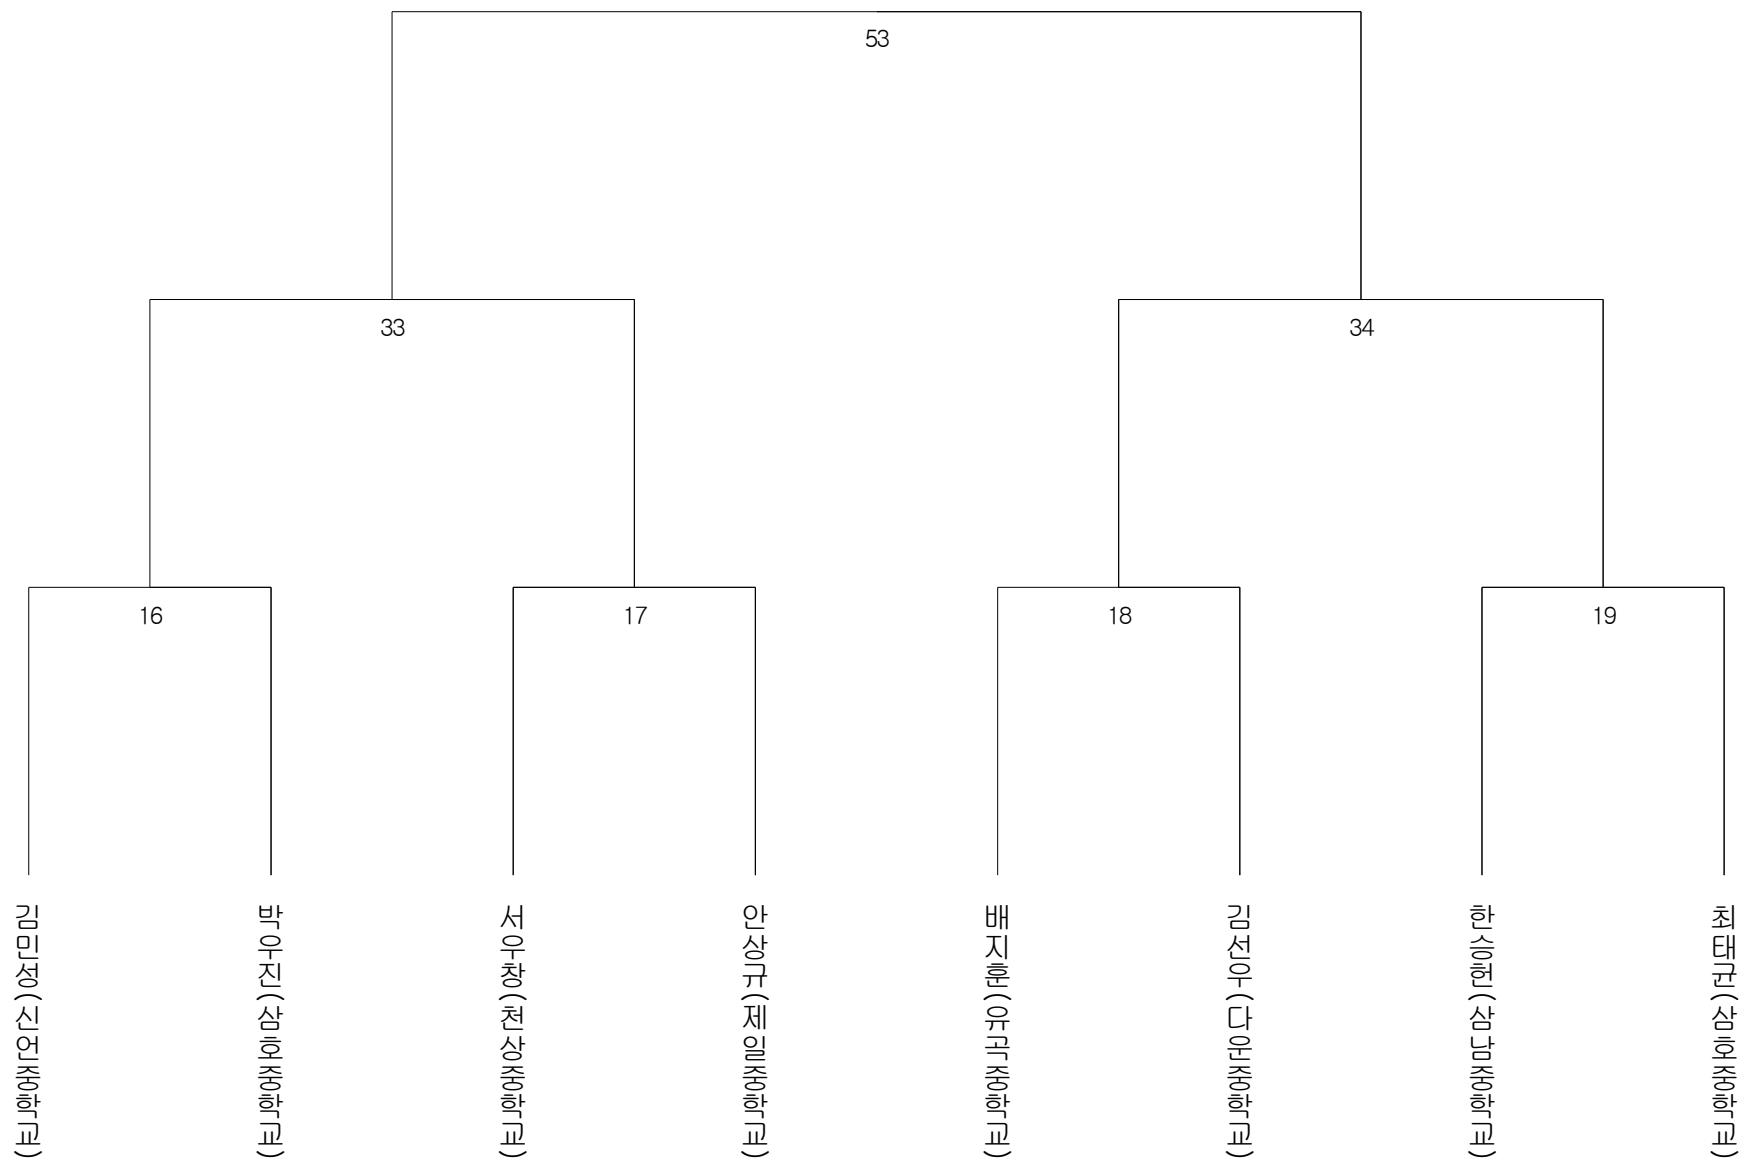 53
33
34
16
17
18
19
김민성(신언중학교)
박우진(삼호중학교)
서우창(천상중학교)
안상규(제일중학교)
배지훈(유곡중학교)
김선우(다운중학교)
한승헌(삼남중학교)
최태균(삼호중학교)